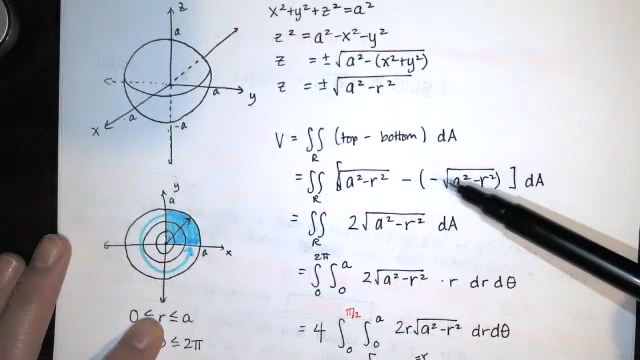 z
a
y
a
x
a
-a
x²+y²+z² = a²
z² = a²-x²-y²
z = ±√(a²-(x²+y²))
z = ±√(a²-r²)
V = ∬_R (top - bottom) dA
= ∬_R [√(a²-r²) - (-√(a²-r²))] dA
= ∬_R 2√(a²-r²) dA
= ∫₀^2π ∫₀^a 2√(a²-r²) · r dr dθ
= 4 ∫₀^π/2 ∫₀^a 2r√(a²-r²) dr dθ
y
a
a
x
0 ≤ r ≤ a
≤ 2π